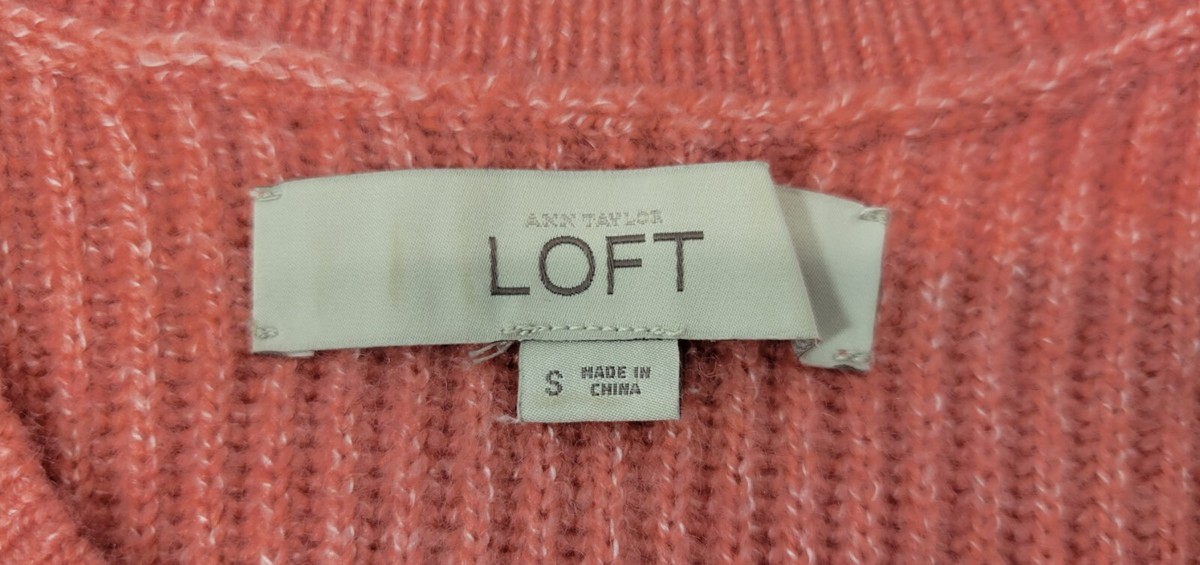 ANN TAYLOR
LOFT
S
MADE IN
CHINA